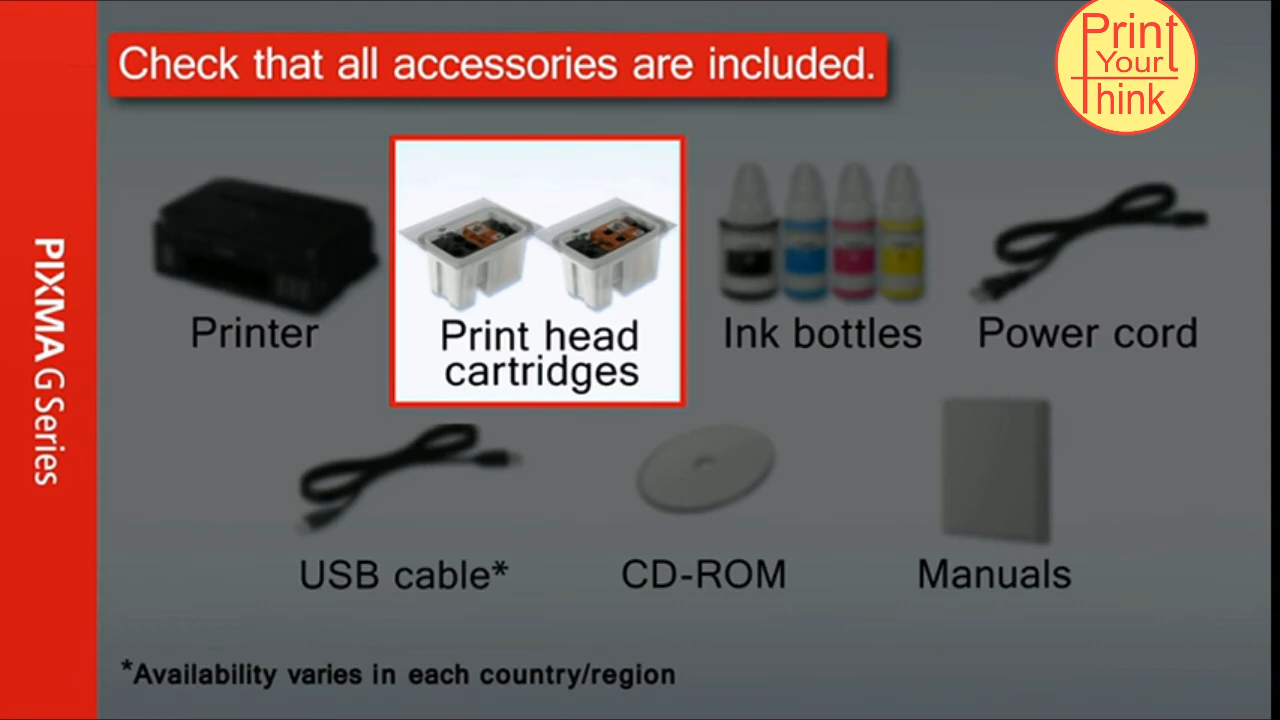 Check that all accessories are included.
Print
Your
Think
PIXMA G Series
Printer
Print head
cartridges
Ink bottles
Power cord
USB cable*
CD-ROM
Manuals
*Availability varies in each country/region